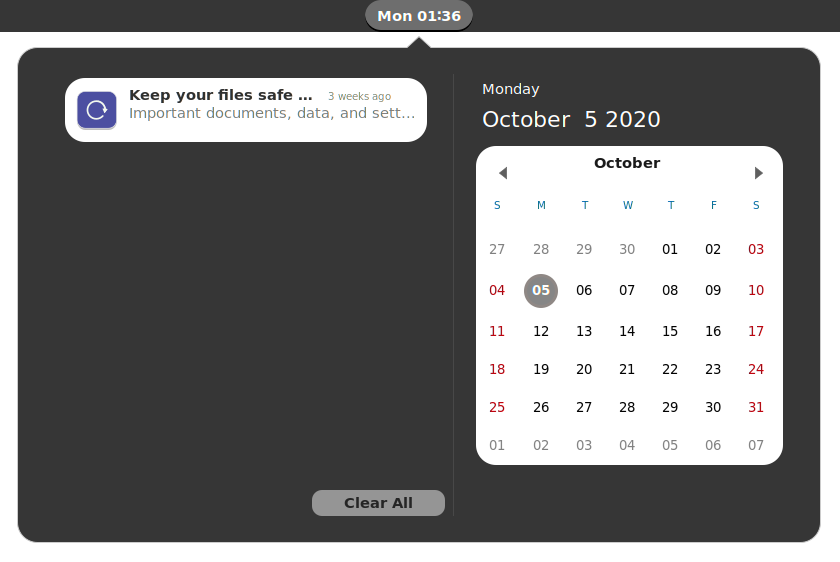 Mon 01:36
Keep your files safe … 3 weeks ago
Important documents, data, and sett…
Clear All
Monday
October 5 2020
October
S M T W T F S
27 28 29 30 01 02 03
04 05 06 07 08 09 10
11 12 13 14 15 16 17
18 19 20 21 22 23 24
25 26 27 28 29 30 31
01 02 03 04 05 06 07